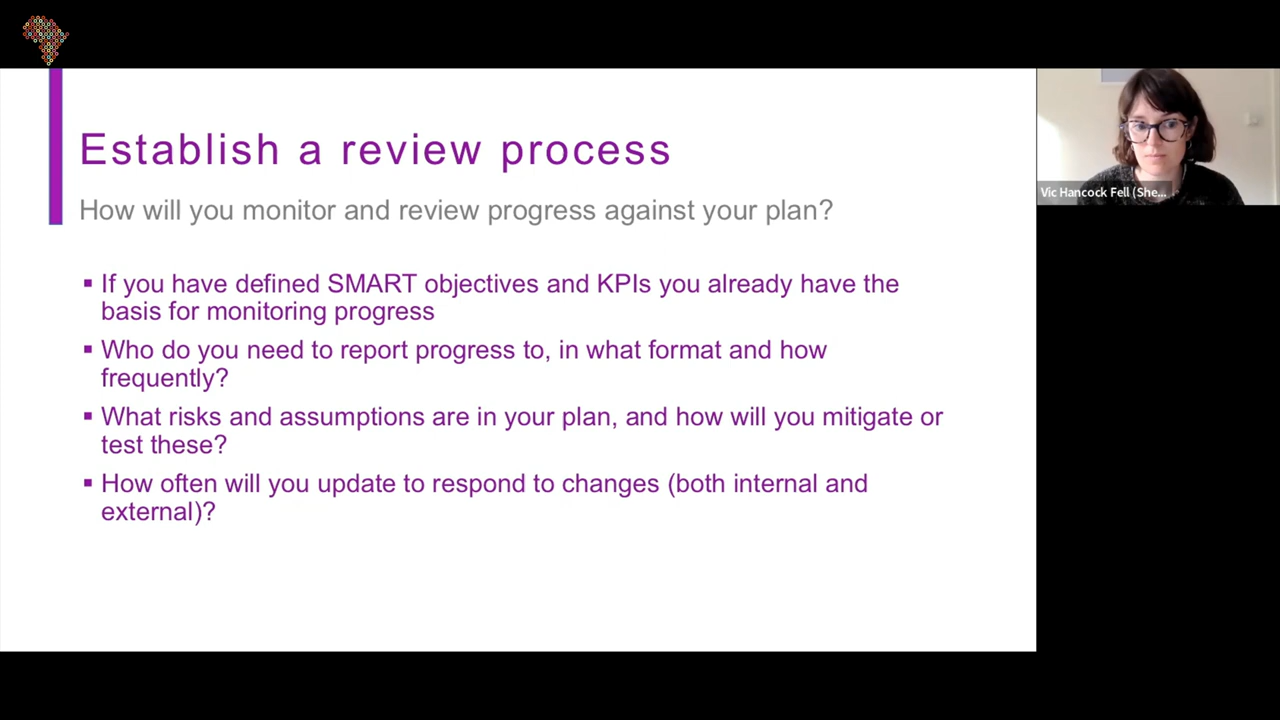 Establish a review process
How will you monitor and review progress against your plan?
▪ If you have defined SMART objectives and KPIs you already have the
basis for monitoring progress
▪ Who do you need to report progress to, in what format and how
frequently?
▪ What risks and assumptions are in your plan, and how will you mitigate or
test these?
▪ How often will you update to respond to changes (both internal and
external)?
Vic Hancock Fell (She...